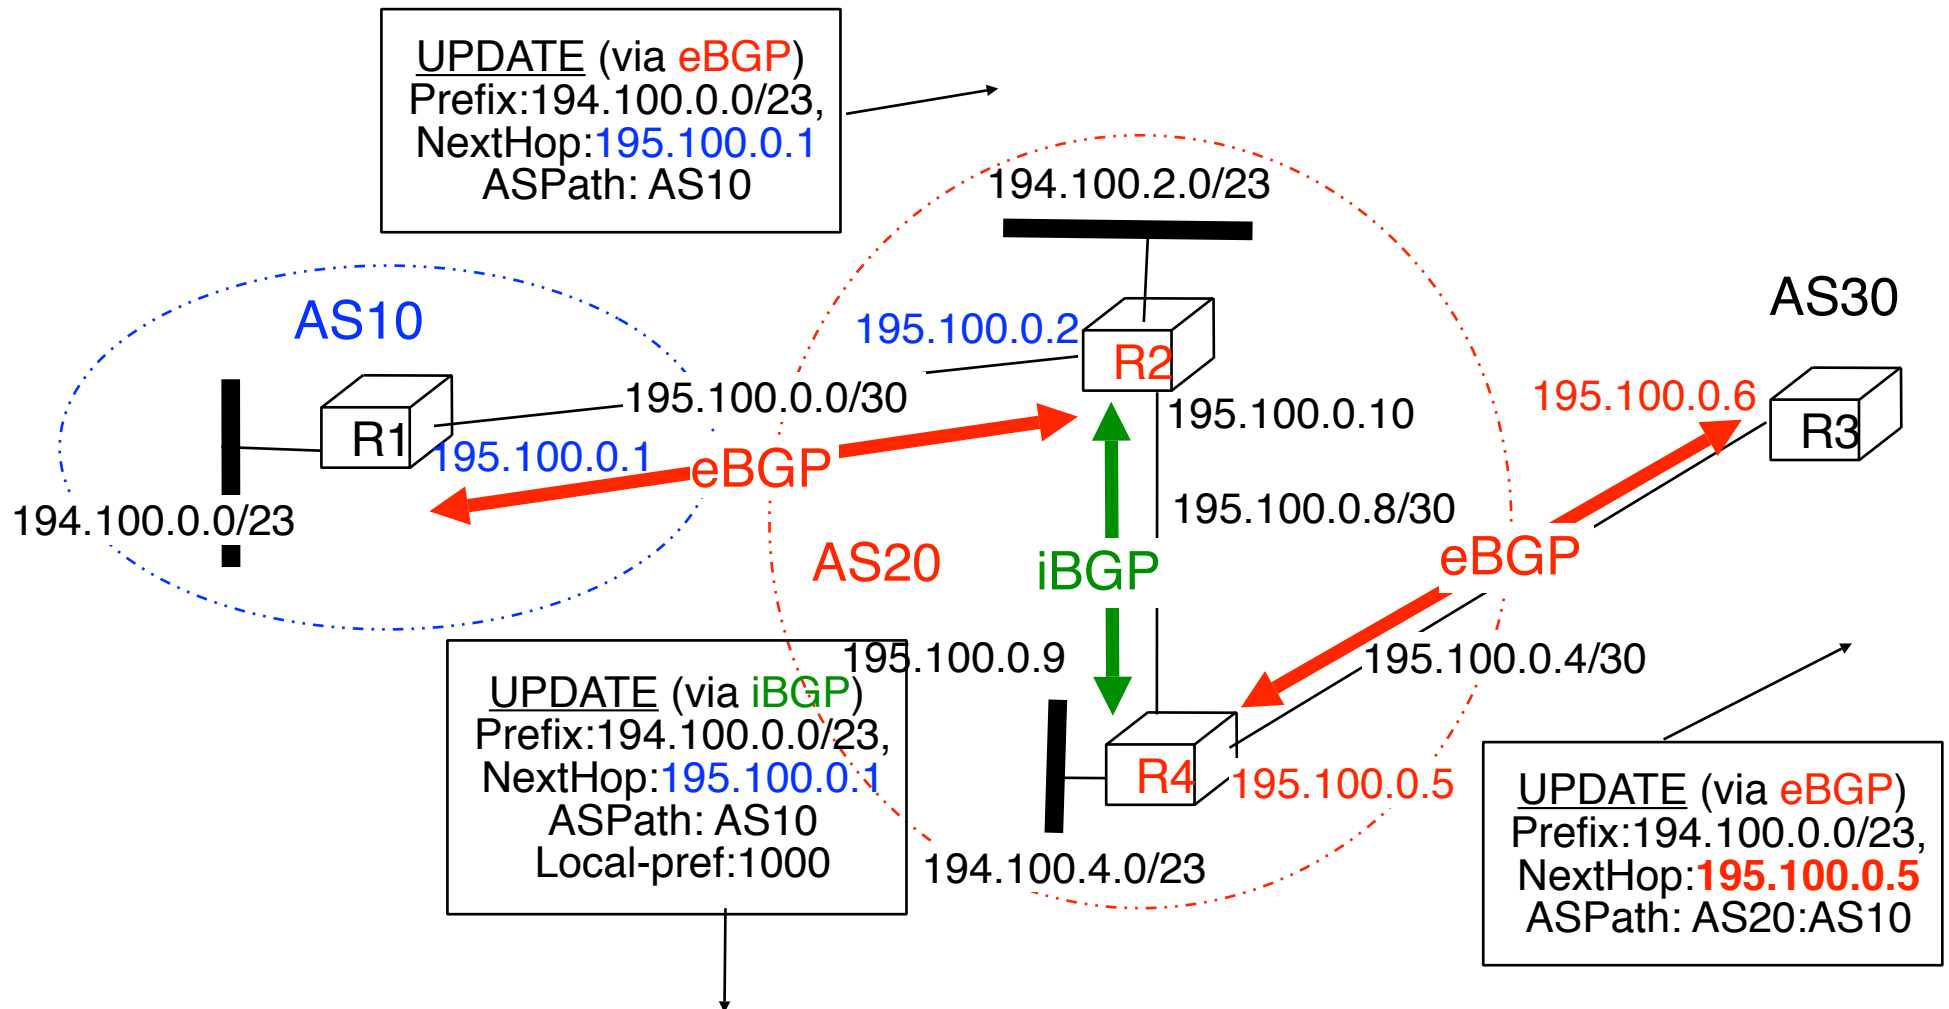 UPDATE (via eBGP)
Prefix:194.100.0.0/23,
NextHop:195.100.0.1
ASPath: AS10
194.100.2.0/23
AS10
195.100.0.2
R2
AS30
195.100.0.0/30
195.100.0.10
195.100.0.6
R1
R3
195.100.0.1
eBGP
194.100.0.0/23
195.100.0.8/30
AS20
iBGP
eBGP
195.100.0.9
195.100.0.4/30
UPDATE (via iBGP)
Prefix:194.100.0.0/23,
NextHop:195.100.0.1
ASPath: AS10
Local-pref:1000
R4
195.100.0.5
194.100.4.0/23
UPDATE (via eBGP)
Prefix:194.100.0.0/23,
NextHop:195.100.0.5
ASPath: AS20:AS10